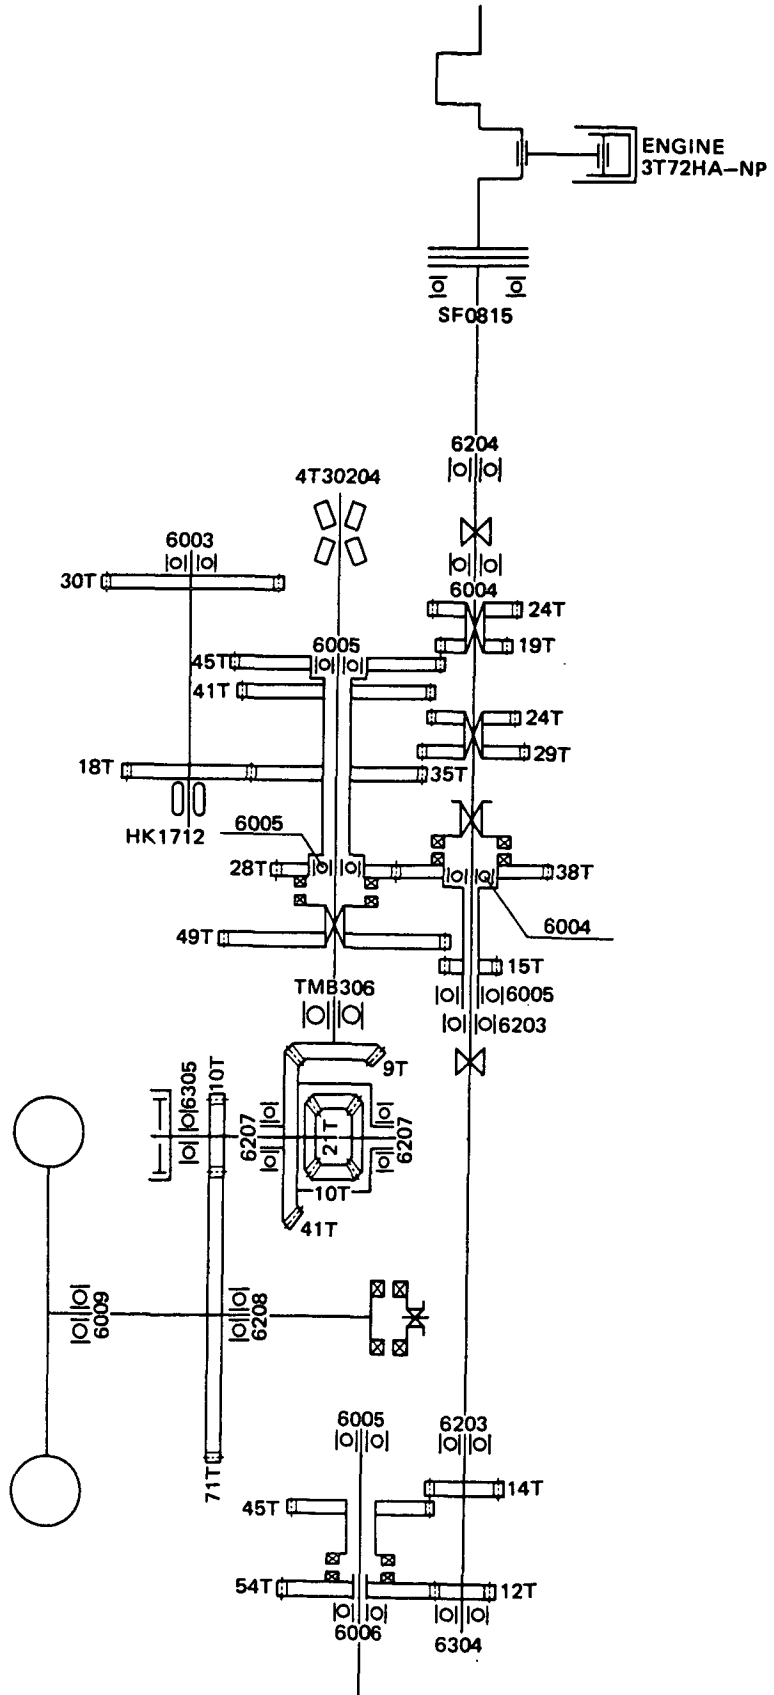 ENGINE
3T72HA-NP
SF0815
6204
4T30204
6003
30T
6004
24T
6005
45T
19T
41T
24T
29T
18T
35T
HK1712
6005
28T
38T
6004
49T
15T
TMB306
6005
6203
9T
6305
10T
6207
21T
6207
10T
41T
6009
6208
6005
6203
71T
14T
45T
54T
12T
6006
6304